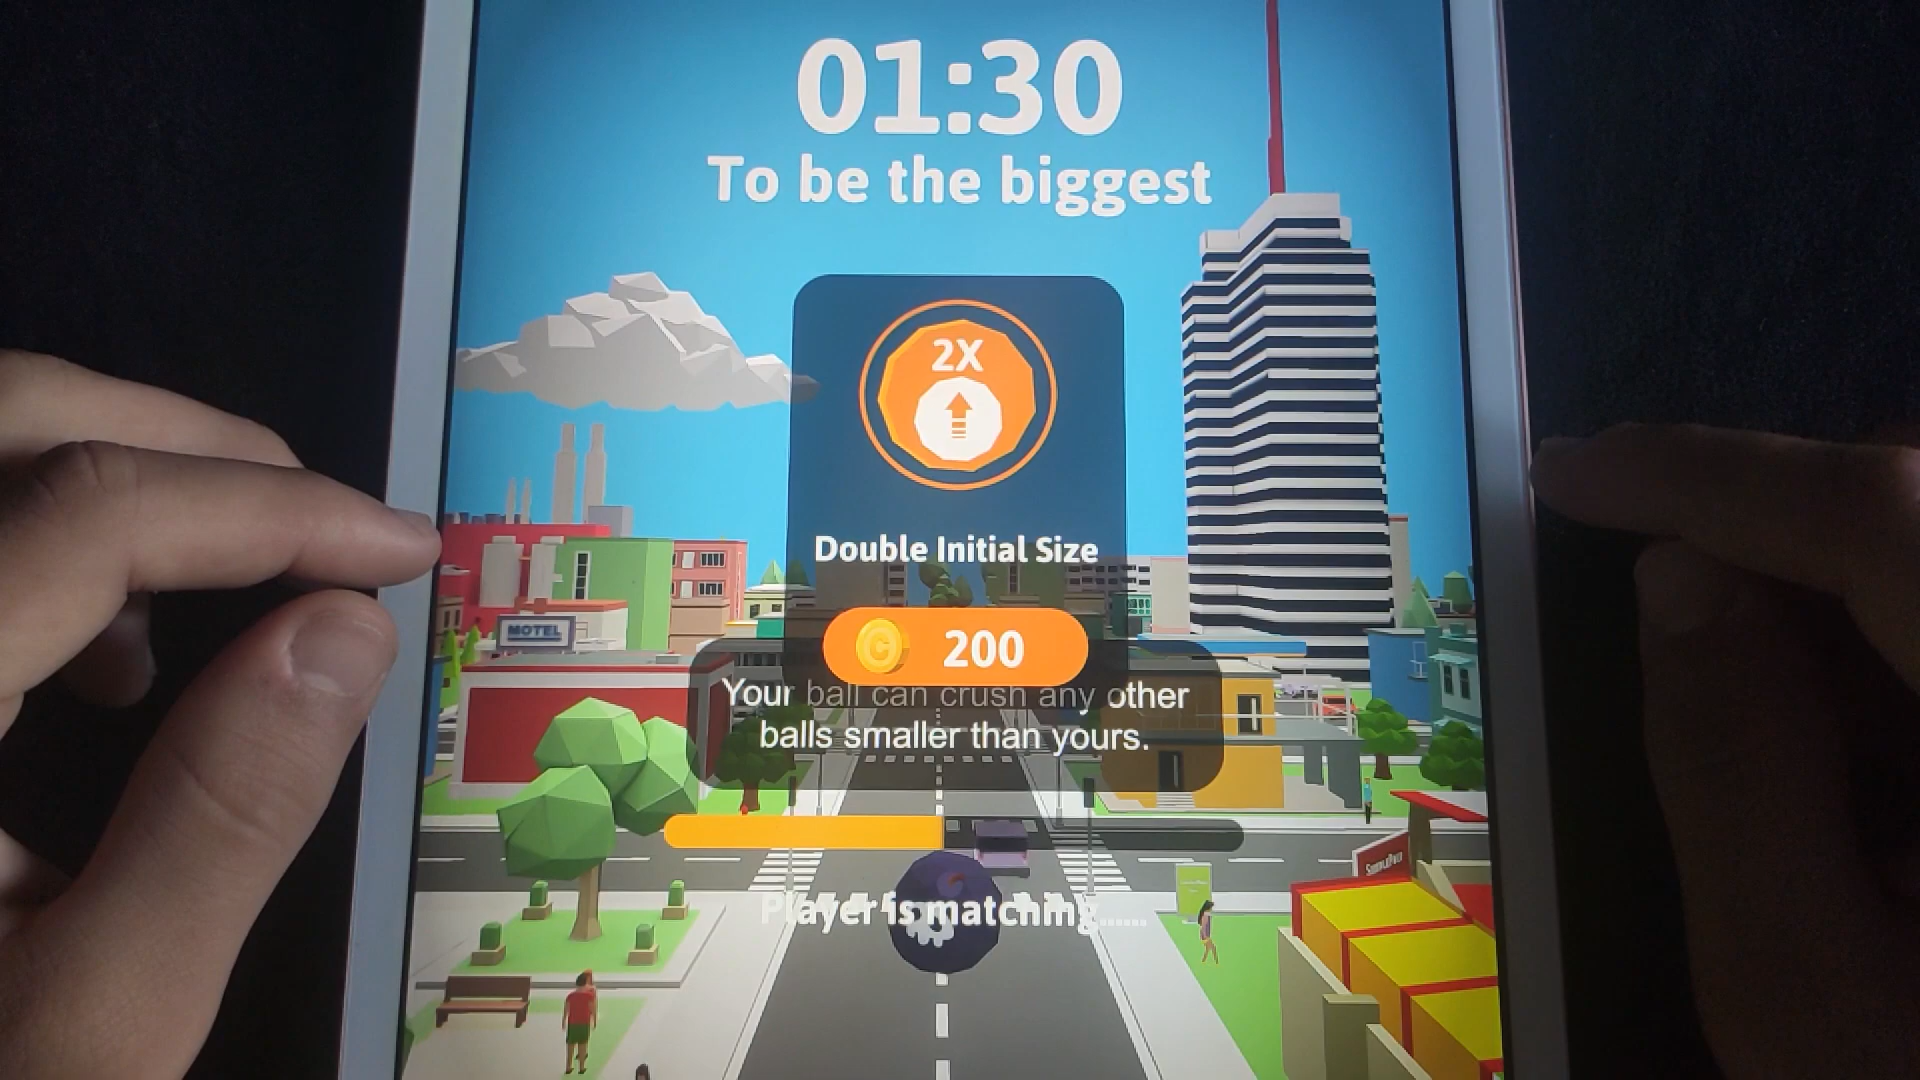 01:30
To be the biggest
2X
Double Initial Size
200
MOTEL
Your ball can crush any other
balls smaller than yours.
Player is matching......